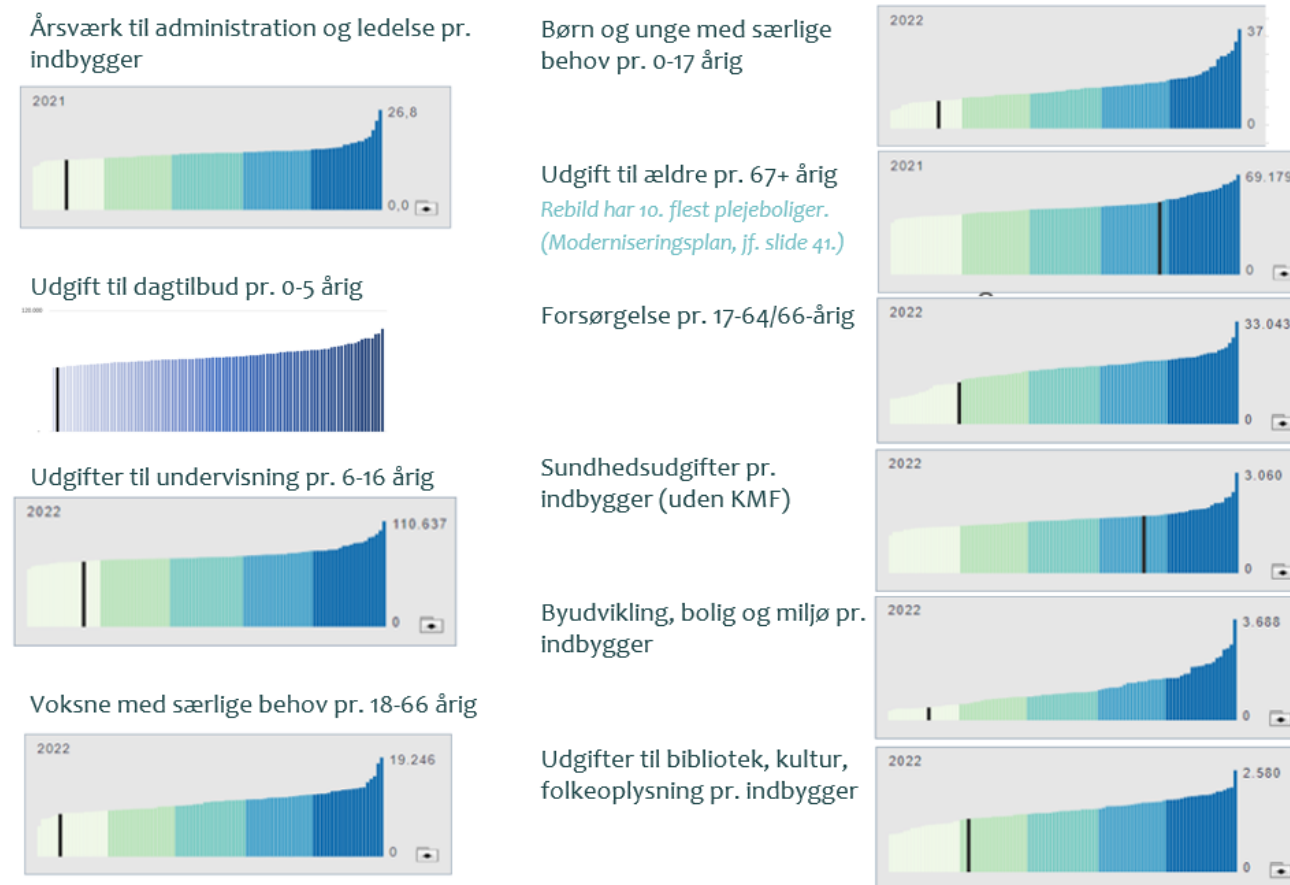 Årsværk til administration og ledelse pr.
indbygger
2021
26,8
0,0
Udgift til dagtilbud pr. 0-5 årig
Udgifter til undervisning pr. 6-16 årig
2022
110.637
0
Voksne med særlige behov pr. 18-66 årig
2022
19.246
0
Børn og unge med særlige
behov pr. 0-17 årig
2022
37
0
Udgift til ældre pr. 67+ årig
Rebild har 10. flest plejeboliger.
(Moderniseringsplan, jf. slide 41.)
2021
69.179
0
Forsørgelse pr. 17-64/66-årig
2022
33.043
0
Sundhedsudgifter pr.
indbygger (uden KMF)
2022
3.060
0
Byudvikling, bolig og miljø pr.
indbygger
2022
3.688
0
Udgifter til bibliotek, kultur,
folkeoplysning pr. indbygger
2022
2.580
0